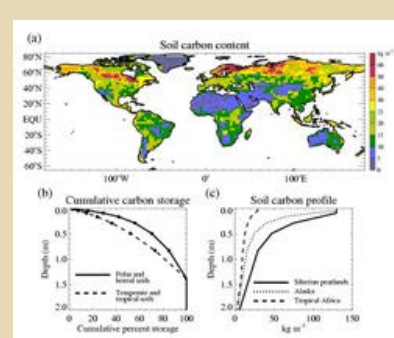 (a)
Soil carbon content
kg m⁻²
80°N
60°N
40°N
20°N
EQU
20°S
40°S
60°S
100°W
0°
100°E
(b)
Cumulative carbon storage
0.0
0.5
1.0
1.5
2.0
Depth (m)
Polar and
boreal soils
Temperate and
tropical soils
0 20 40 60 80 100
Cumulative percent storage
(c)
Soil carbon profile
0.0
0.5
1.0
1.5
2.0
Depth (m)
Siberian peatlands
Alaska
Tropical Africa
0 50 100 150
kg m⁻³